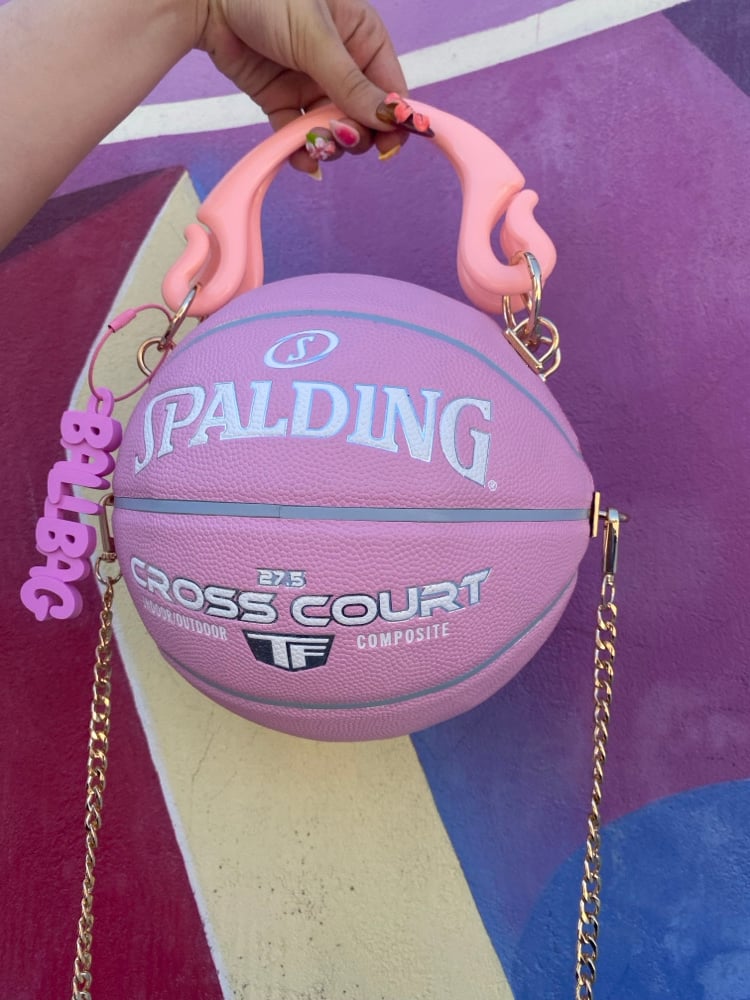 S
SPALDING®
BALLBAG
27.5
CROSS COURT
INDOOR/OUTDOOR
TF
COMPOSITE